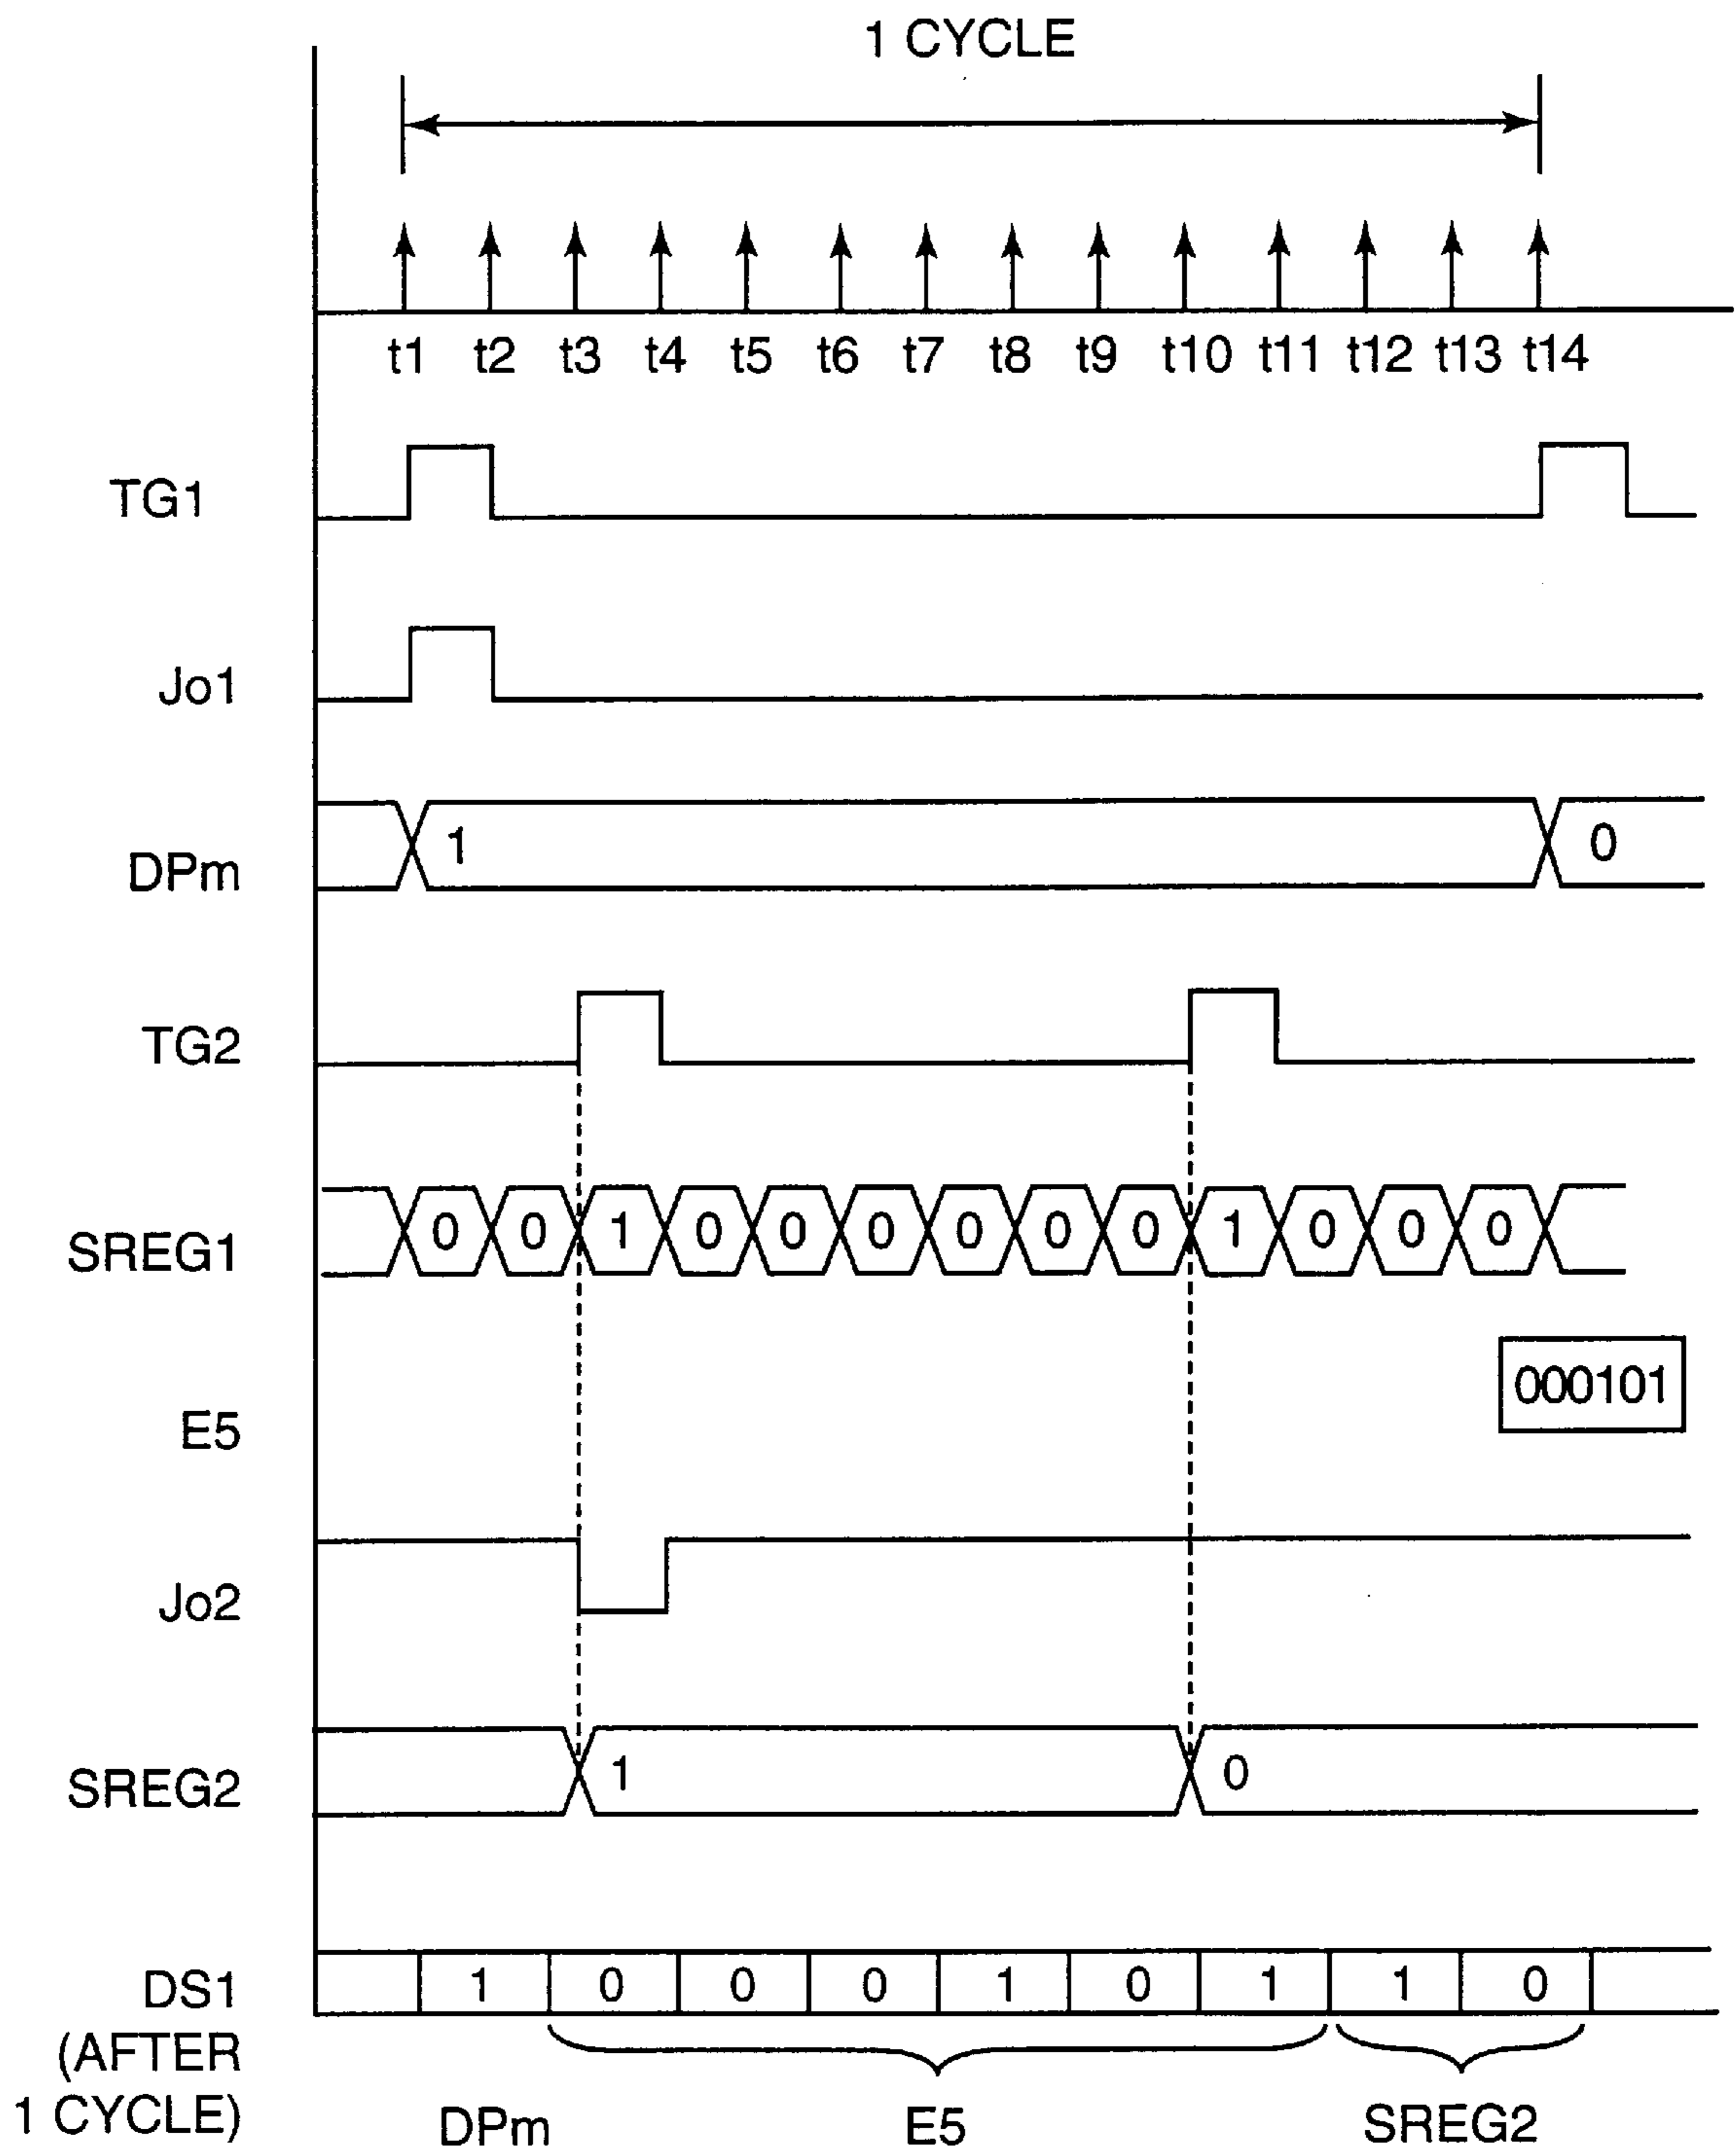 1 CYCLE
t1 t2 t3 t4 t5 t6 t7 t8 t9 t10 t11 t12 t13 t14
TG1
Jo1
DPm 1 0
TG2
SREG1 0 0 1 0 0 0 0 0 0 1 0 0 0
E5 000101
Jo2
SREG2 1 0
DS1 1 0 0 0 1 0 1 1 0
(AFTER
1 CYCLE)
DPm E5 SREG2